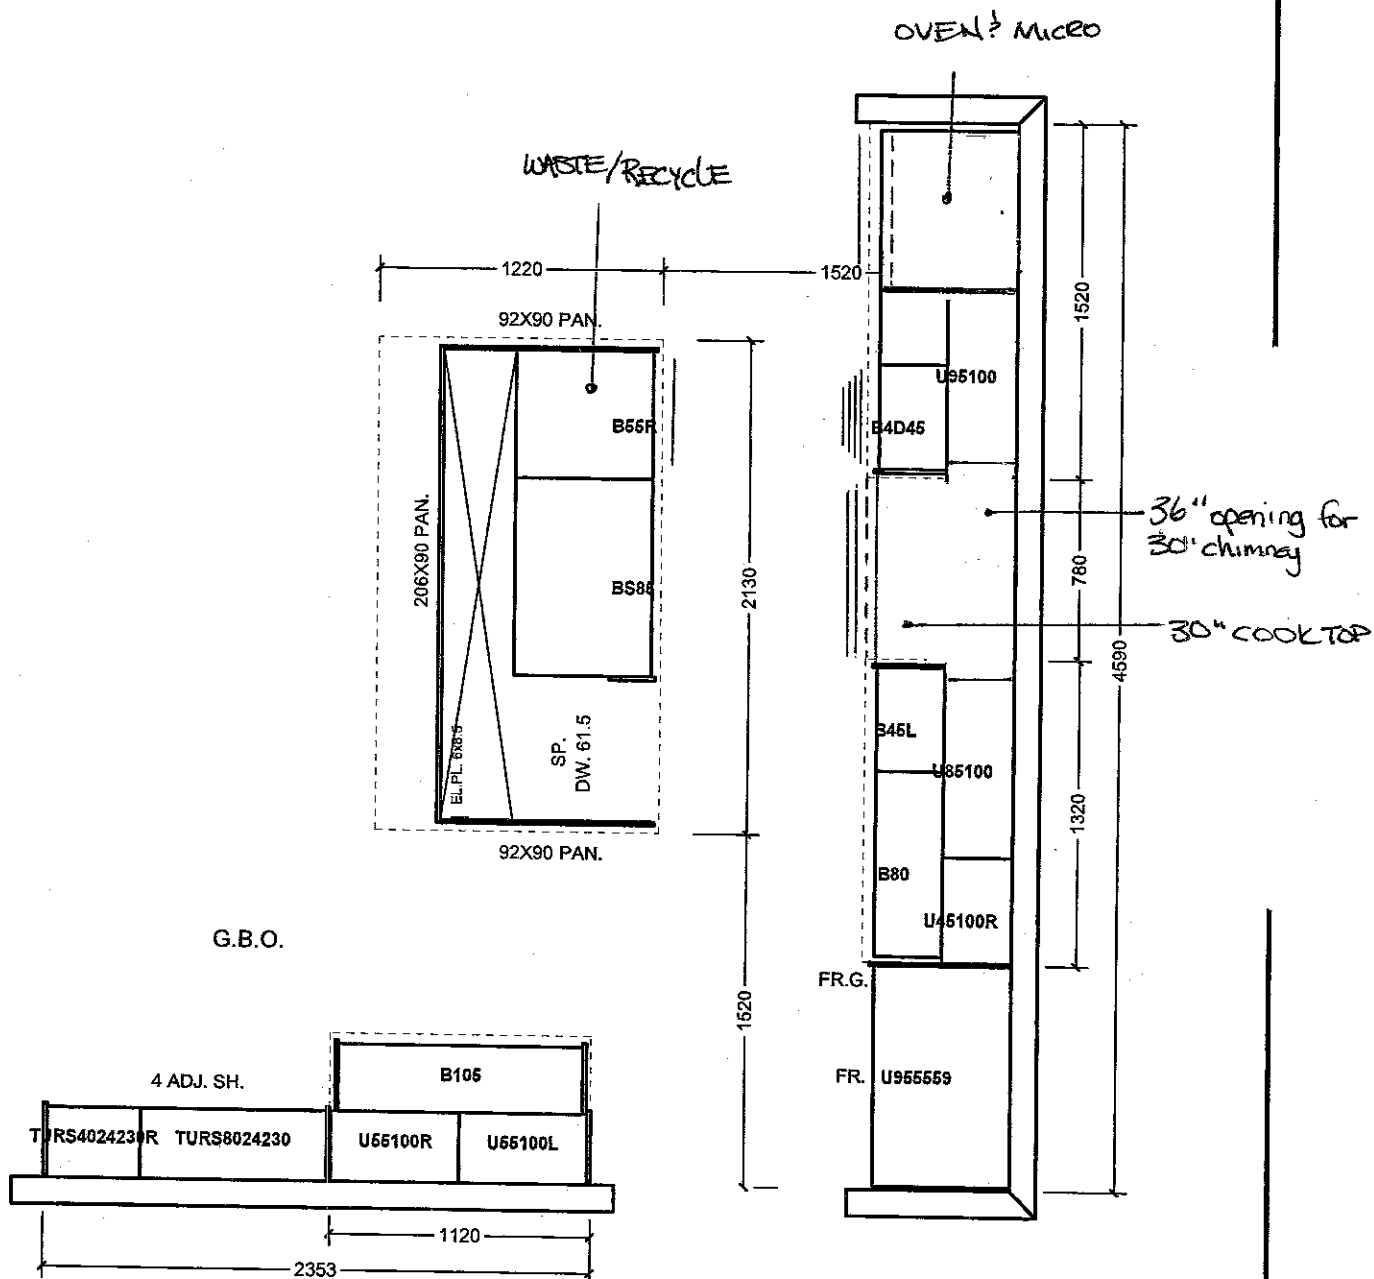 OVEN & MICRO
WASTE/RECYCLE
1220
1520
92X90 PAN.
1520
U95100
B55R
B4D45
206X90 PAN.
36" opening for
30" chimney
780
BS85
2130
30" COOKTOP
4590
EL.PL. 6x8.5
SP.
DW. 61.5
B45L
U85100
1320
92X90 PAN.
B80
U45100R
G.B.O.
FR.G.
1520
4 ADJ. SH.
B105
FR.
U955559
TURS4024230R
TURS8024230
U55100R
U55100L
1120
2353